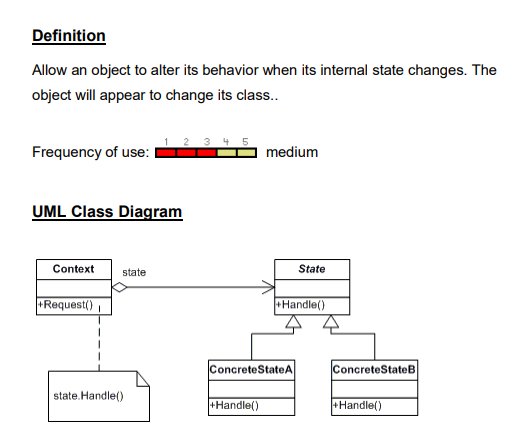 Definition
Allow an object to alter its behavior when its internal state changes. The
object will appear to change its class..
1 2 3 4 5
Frequency of use: medium
UML Class Diagram
Context
state
State
+Request()
+Handle()
ConcreteStateA
ConcreteStateB
state.Handle()
+Handle()
+Handle()